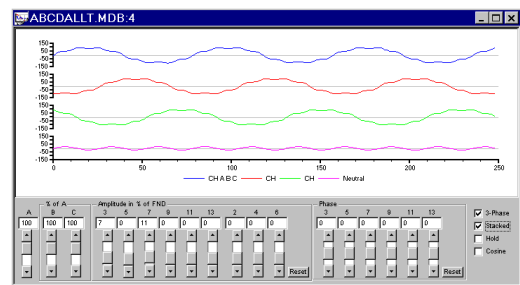 ABCDALLT.MDB:4
150
50
-50
-150
150
50
-50
-150
150
50
-50
-150
150
50
-50
-150
0 50 100 150 200 250
CH A B C CH CH Neutral
% of A Amplitude in % of FND Phase
A B C 3 5 7 9 11 13 2 4 6 3 5 7 9 11 13
100 100 100 7 0 11 0 0 0 0 0 0 0 0 0 0 0 0
3-Phase
Stacked
Hold
Cosine
Reset Reset